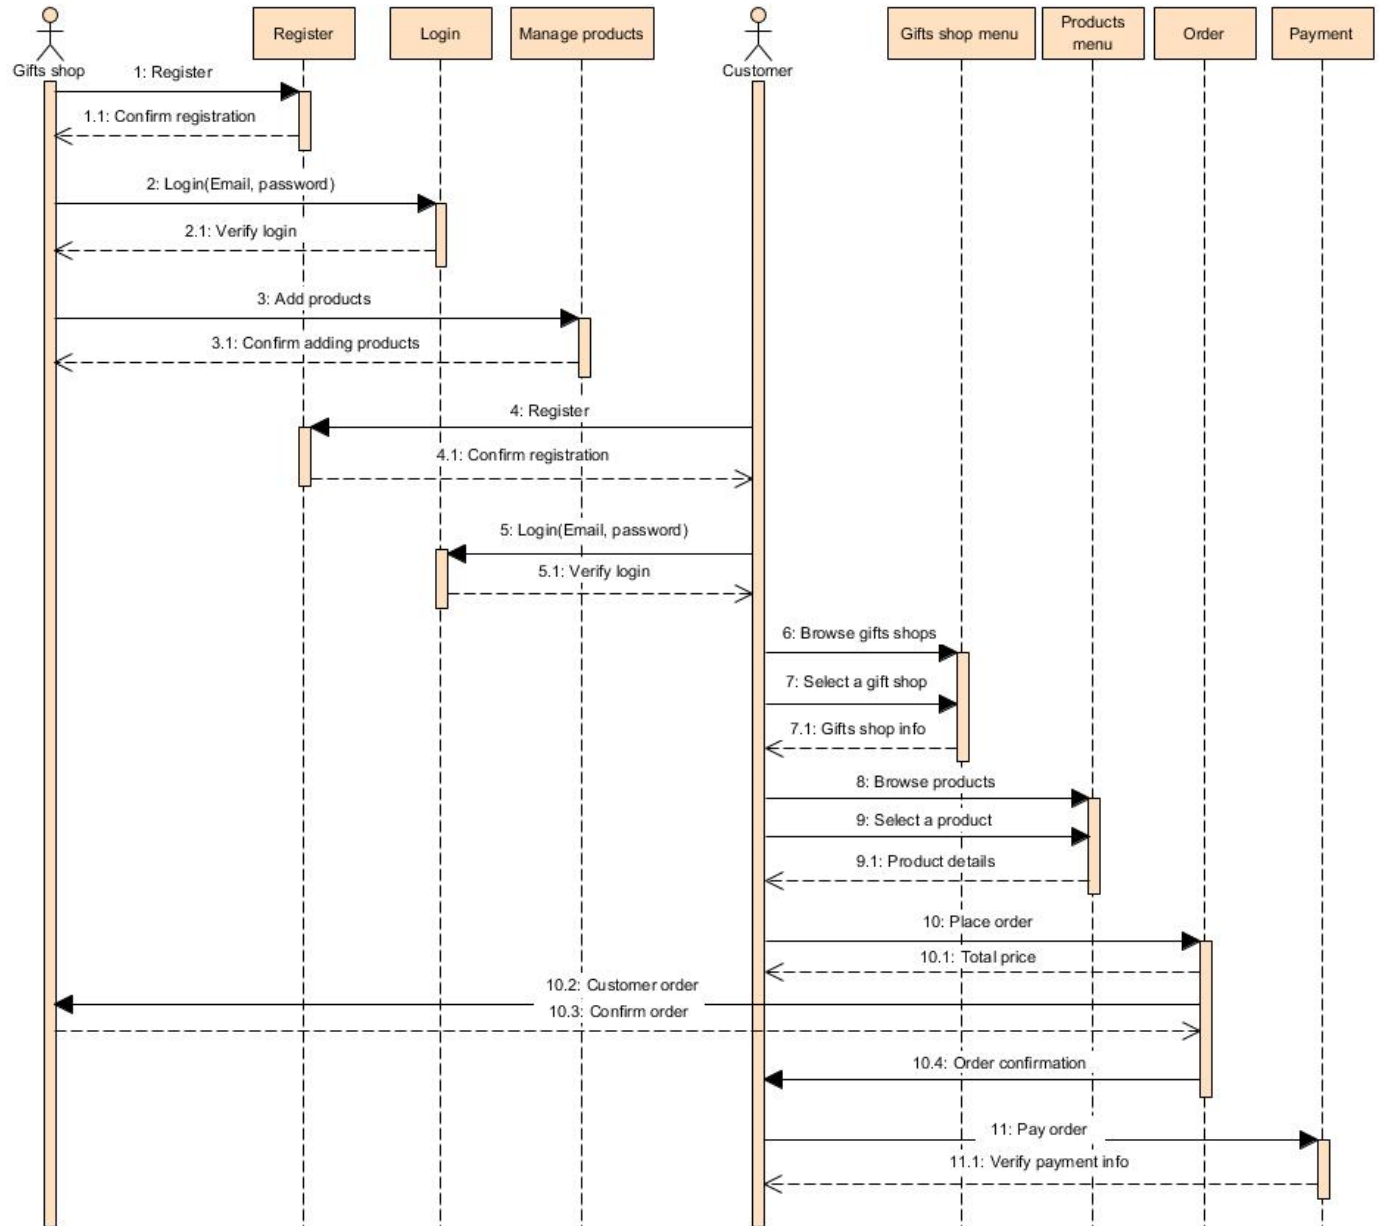 Register
Login
Manage products
Gifts shop menu
Products
menu
Order
Payment
Gifts shop
Customer
1: Register
1.1: Confirm registration
2: Login(Email, password)
2.1: Verify login
3: Add products
3.1: Confirm adding products
4: Register
4.1: Confirm registration
5: Login(Email, password)
5.1: Verify login
6: Browse gifts shops
7: Select a gift shop
7.1: Gifts shop info
8: Browse products
9: Select a product
9.1: Product details
10: Place order
10.1: Total price
10.2: Customer order
10.3: Confirm order
10.4: Order confirmation
11: Pay order
11.1: Verify payment info